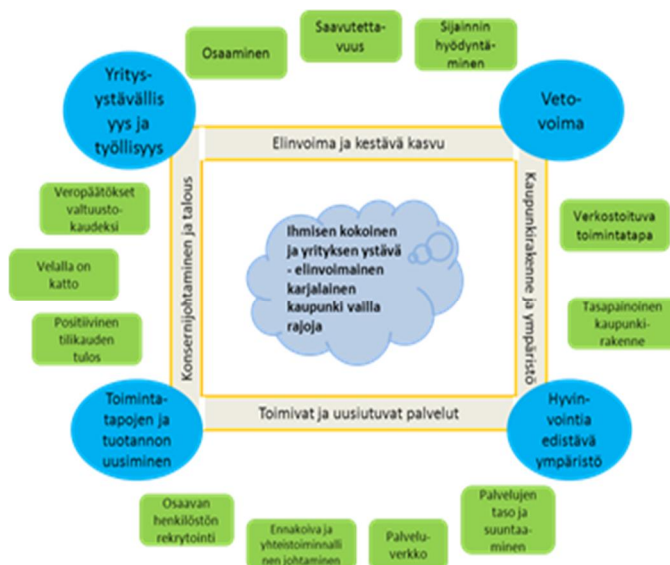 Osaaminen
Saavutetta-
vuus
Sijainnin
hyödyntä-
minen
Yritys-
ystävällis
yys ja
työllisyys
Veto-
voima
Elinvoima ja kestävä kasvu
Konsernijohtaminen ja talous
Kaupunkirakenne ja ympäristö
Veropäätökset
valtuusto-
kaudeksi
Velalla on
katto
Positiivinen
tilikauden
tulos
Ihmisen kokoinen
ja yrityksen ystävä
- elinvoimainen
karjalainen
kaupunki vailla
rajoja
Verkostoituva
toimintatapa
Tasapainoinen
kaupunki-
rakenne
Toimivat ja uusiutuvat palvelut
Toiminta-
tapojen ja
tuotannon
uusiminen
Hyvin-
vointia
edistävä
ympäristö
Osaavan
henkilöstön
rekrytointi
Ennakoiva ja
yhteistoiminnalli
nen johtaminen
Palvelu-
verkko
Palvelujen
taso ja
suuntaa-
minen